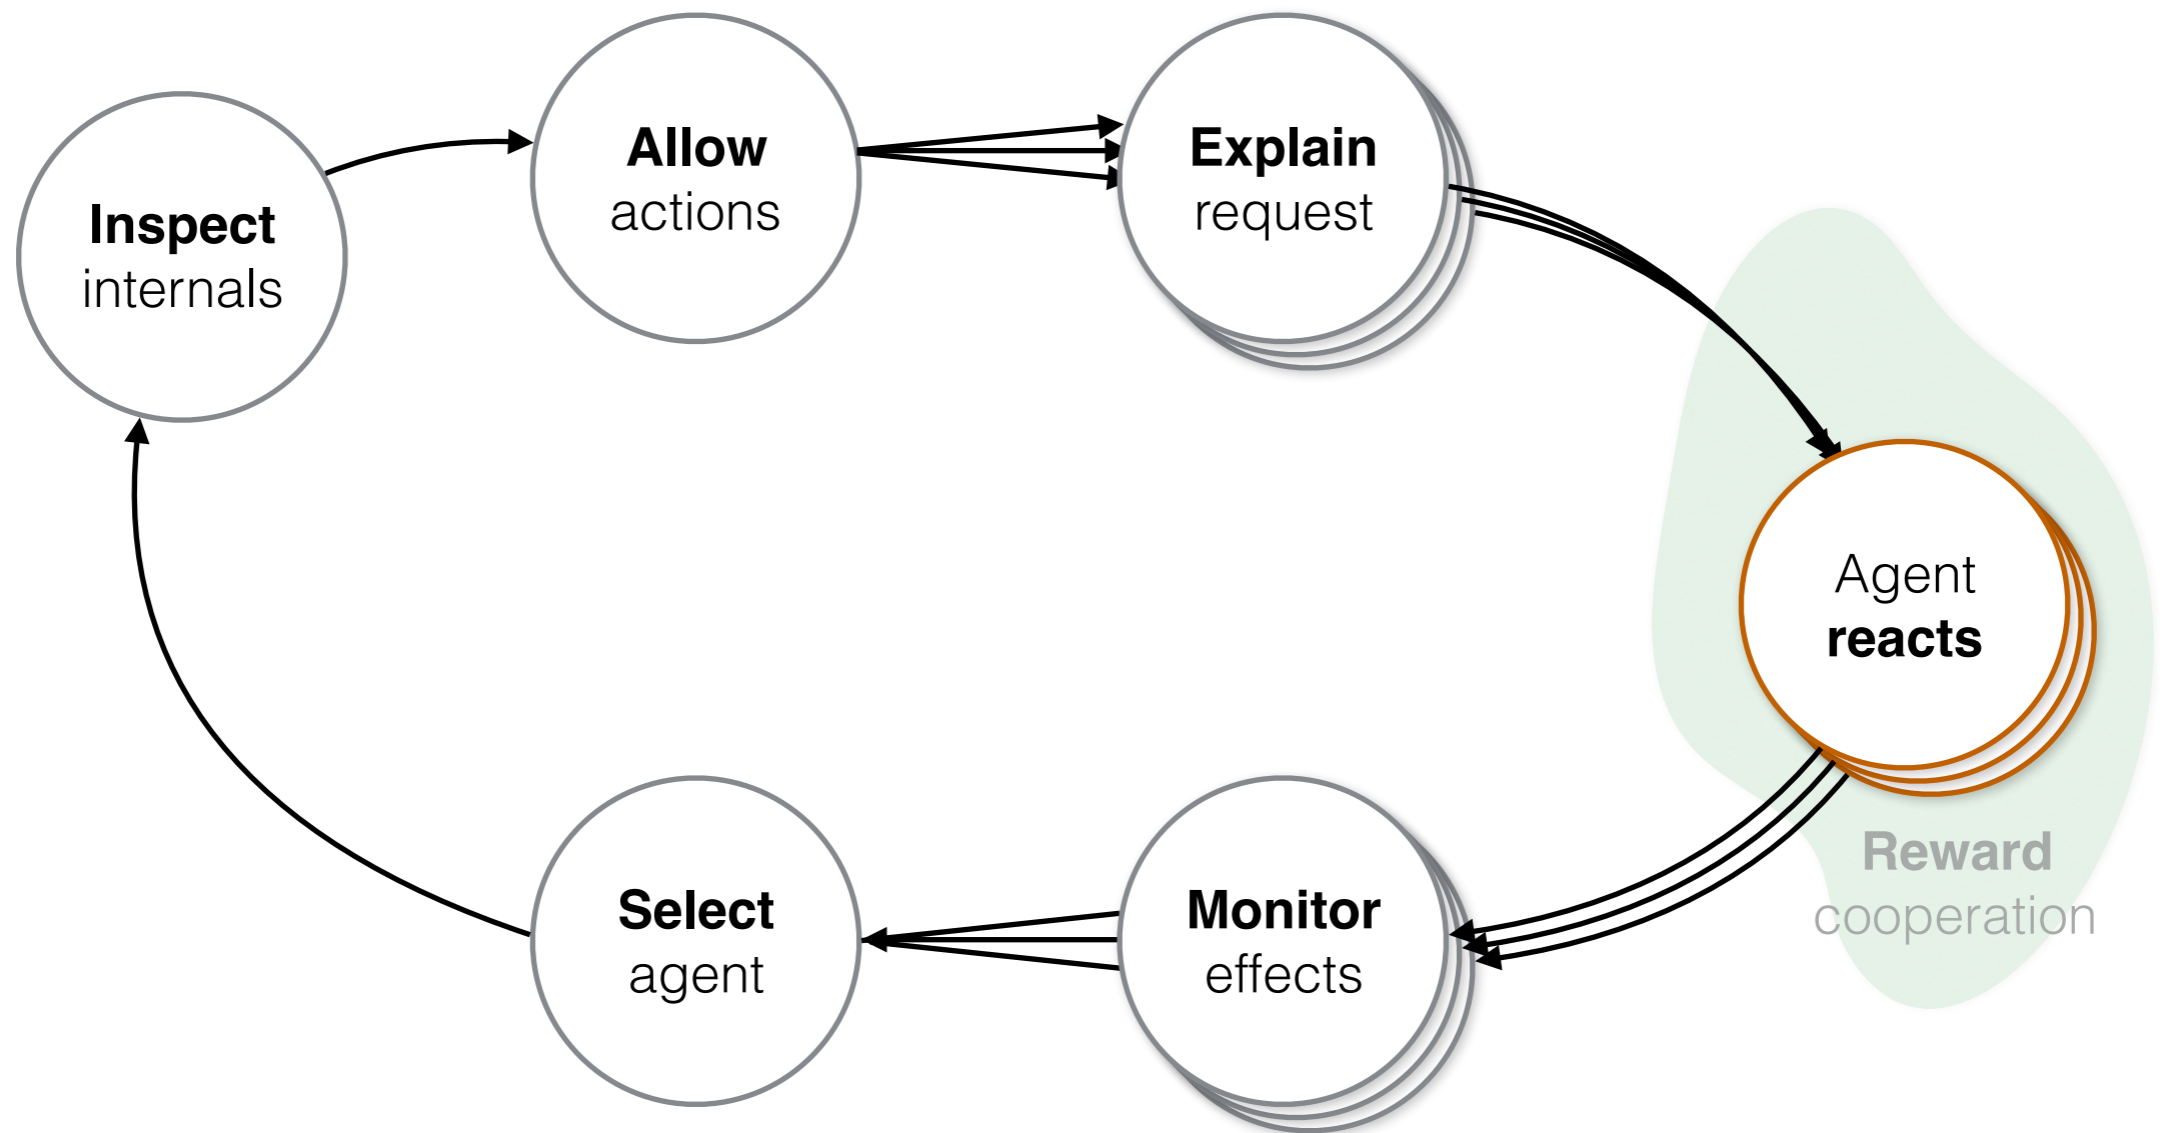 Inspect
internals
Allow
actions
Explain
request
Agent
reacts
Reward
cooperation
Monitor
effects
Select
agent